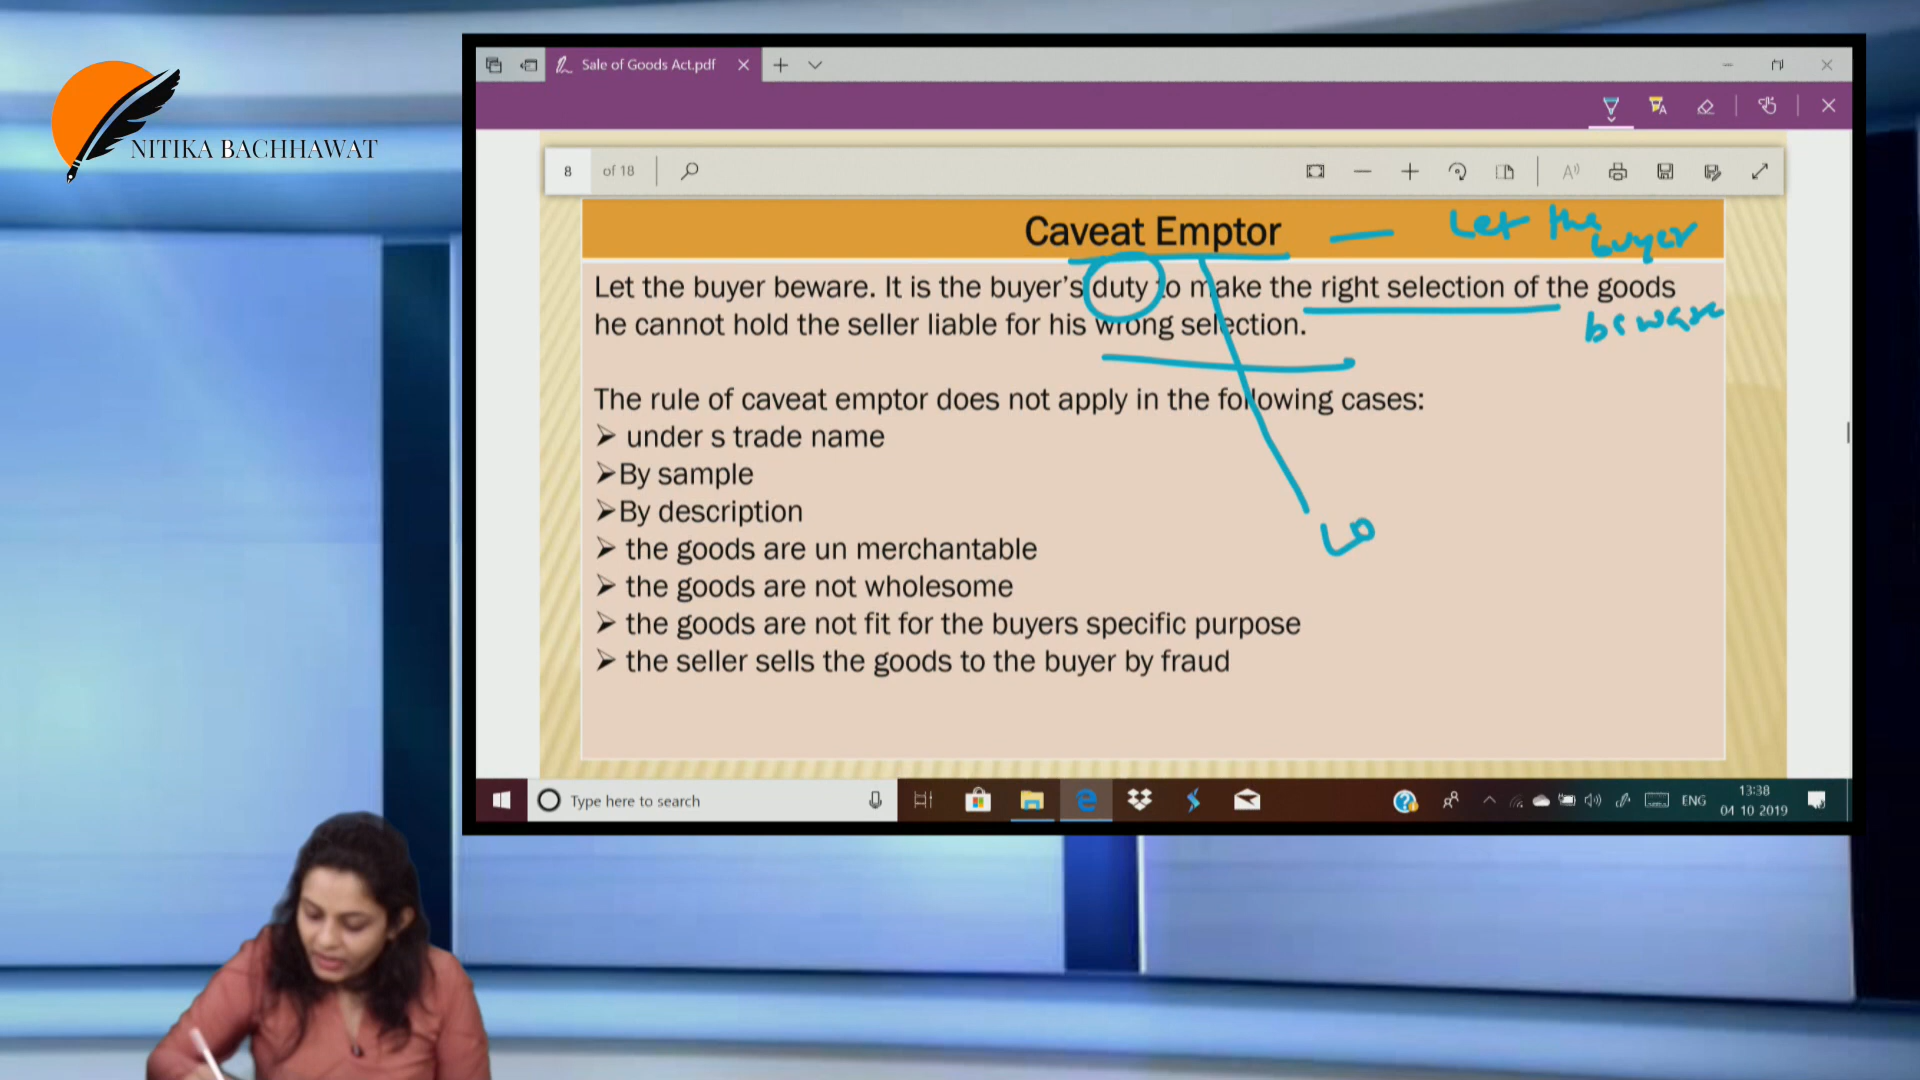 NITIKA BACHHAWAT
Sale of Goods Act.pdf
8 of 18
Caveat Emptor — Let the buyer
beware
Let the buyer beware. It is the buyer's duty to make the right selection of the goods
he cannot hold the seller liable for his wrong selection.
The rule of caveat emptor does not apply in the following cases:
➢ under s trade name
➢By sample
➢By description
➢ the goods are un merchantable
➢ the goods are not wholesome
➢ the goods are not fit for the buyers specific purpose
➢ the seller sells the goods to the buyer by fraud
Type here to search
ENG
13:38
04 10 2019